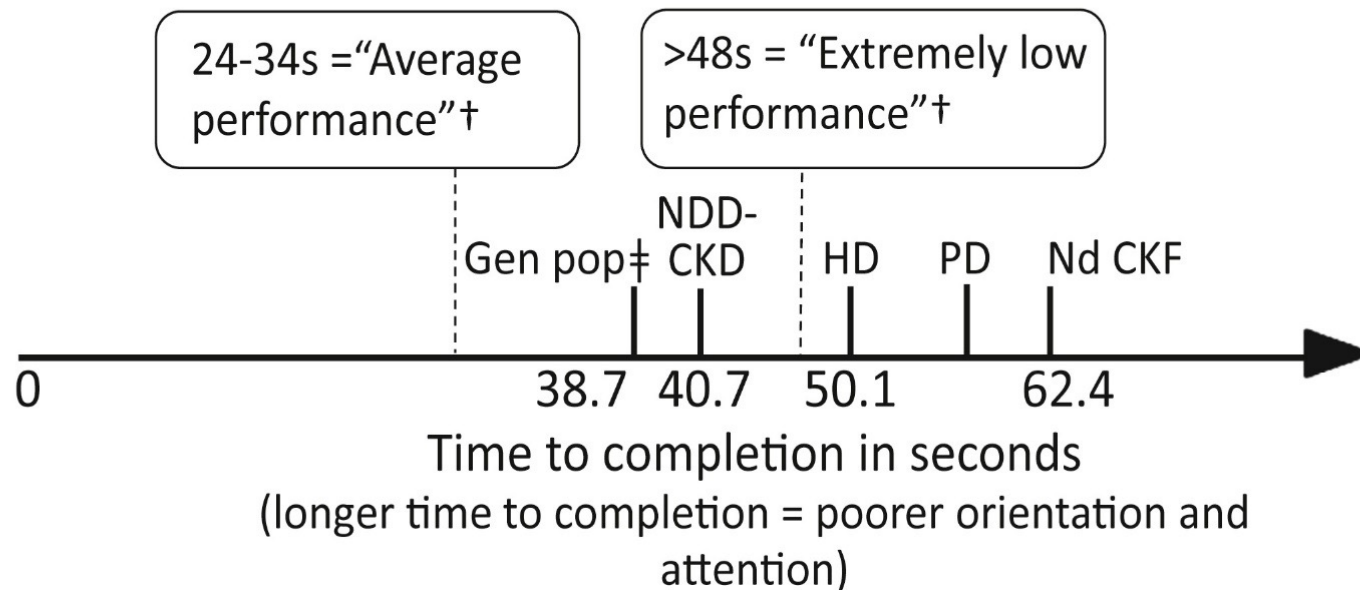 24-34s =“Average
performance”†
>48s = “Extremely low
performance”†
NDD-
Gen pop‡ CKD HD PD Nd CKF
0 38.7 40.7 50.1 62.4
Time to completion in seconds
(longer time to completion = poorer orientation and
attention)